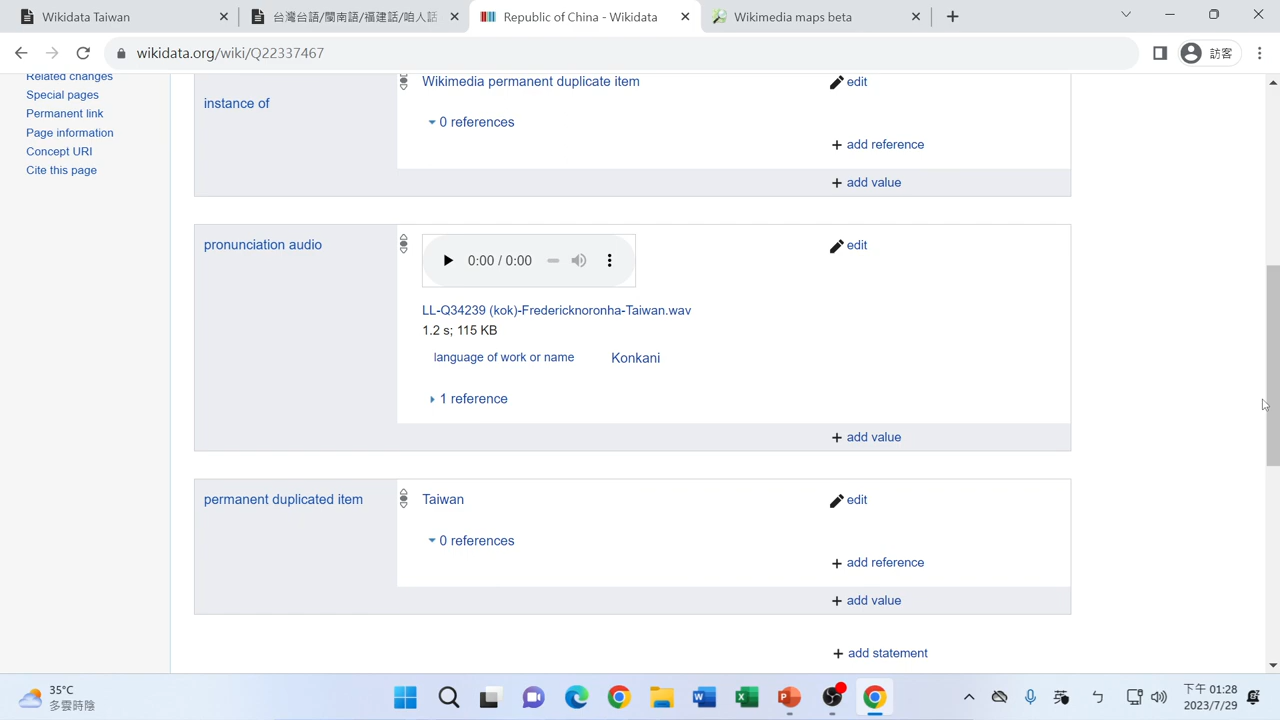 Wikidata Taiwan
台灣台語/閩南語/福建話/咱人話
Republic of China - Wikidata
Wikimedia maps beta
wikidata.org/wiki/Q22337467
訪客
Related changes
Special pages
Permanent link
Page information
Concept URI
Cite this page
instance of
Wikimedia permanent duplicate item
edit
0 references
+ add reference
+ add value
pronunciation audio
0:00 / 0:00
edit
LL-Q34239 (kok)-Fredericknoronha-Taiwan.wav
1.2 s; 115 KB
language of work or name Konkani
1 reference
+ add value
permanent duplicated item
Taiwan
edit
0 references
+ add reference
+ add value
+ add statement
35°C
多雲時陰
英
ㄅ
下午 01:28
2023/7/29